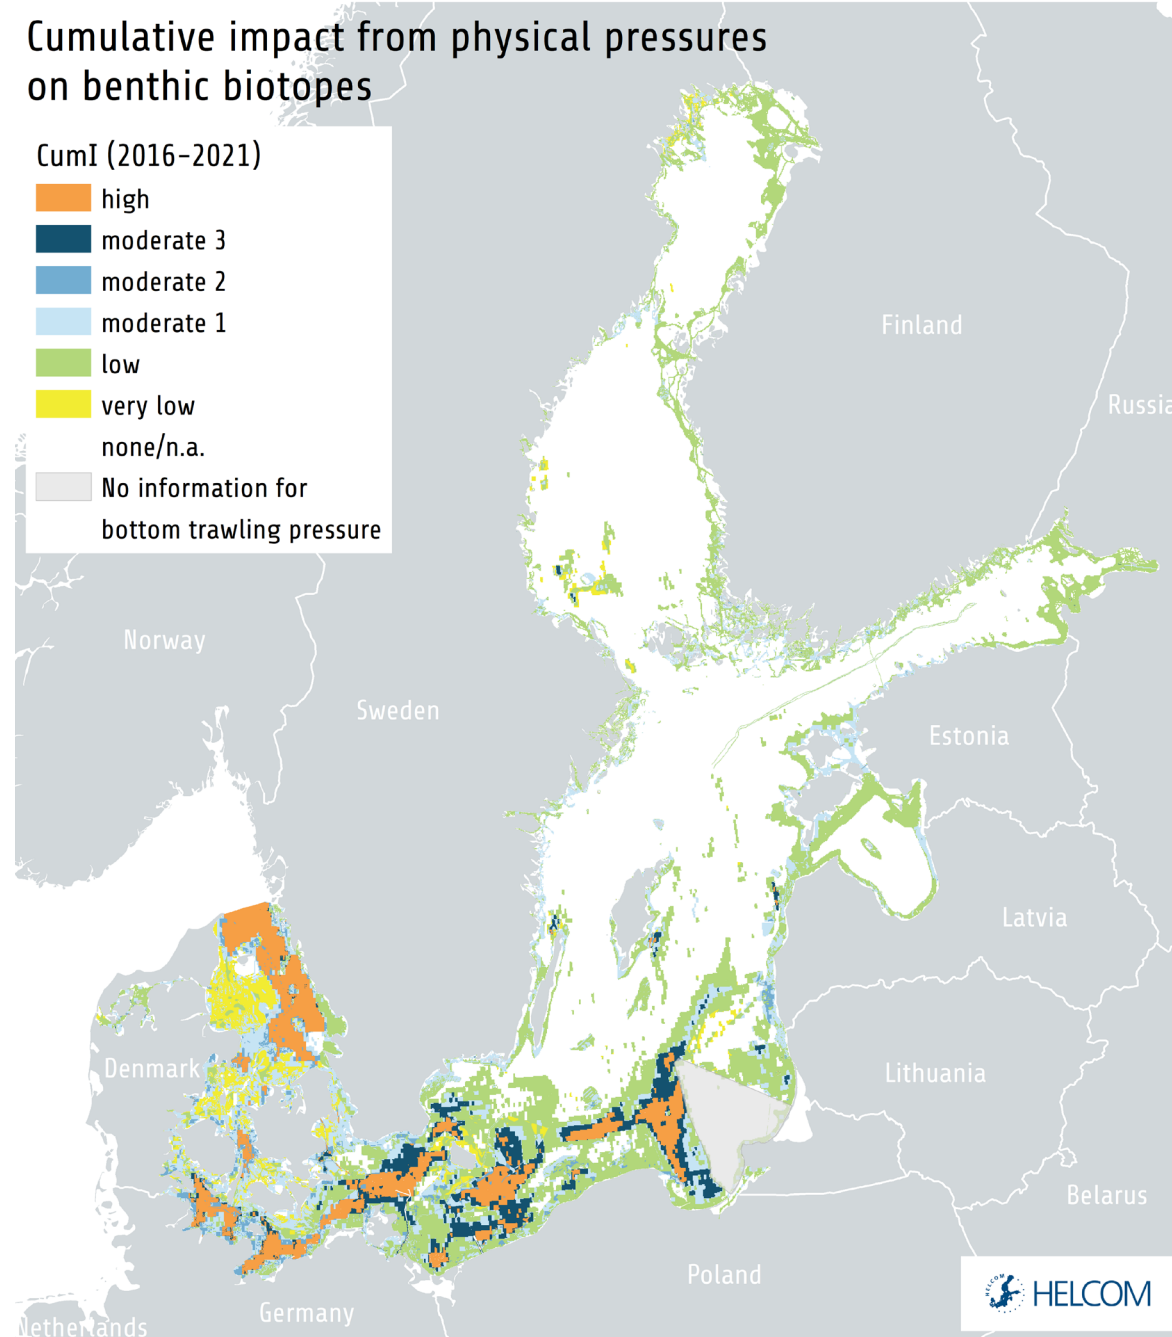 Cumulative impact from physical pressures
on benthic biotopes
CumI (2016-2021)
high
moderate 3
moderate 2
moderate 1
low
very low
none/n.a.
No information for
bottom trawling pressure
Finland
Russia
Norway
Sweden
Estonia
Latvia
Denmark
Lithuania
Belarus
Poland
Germany
Netherlands
HELCOM
HELCOM